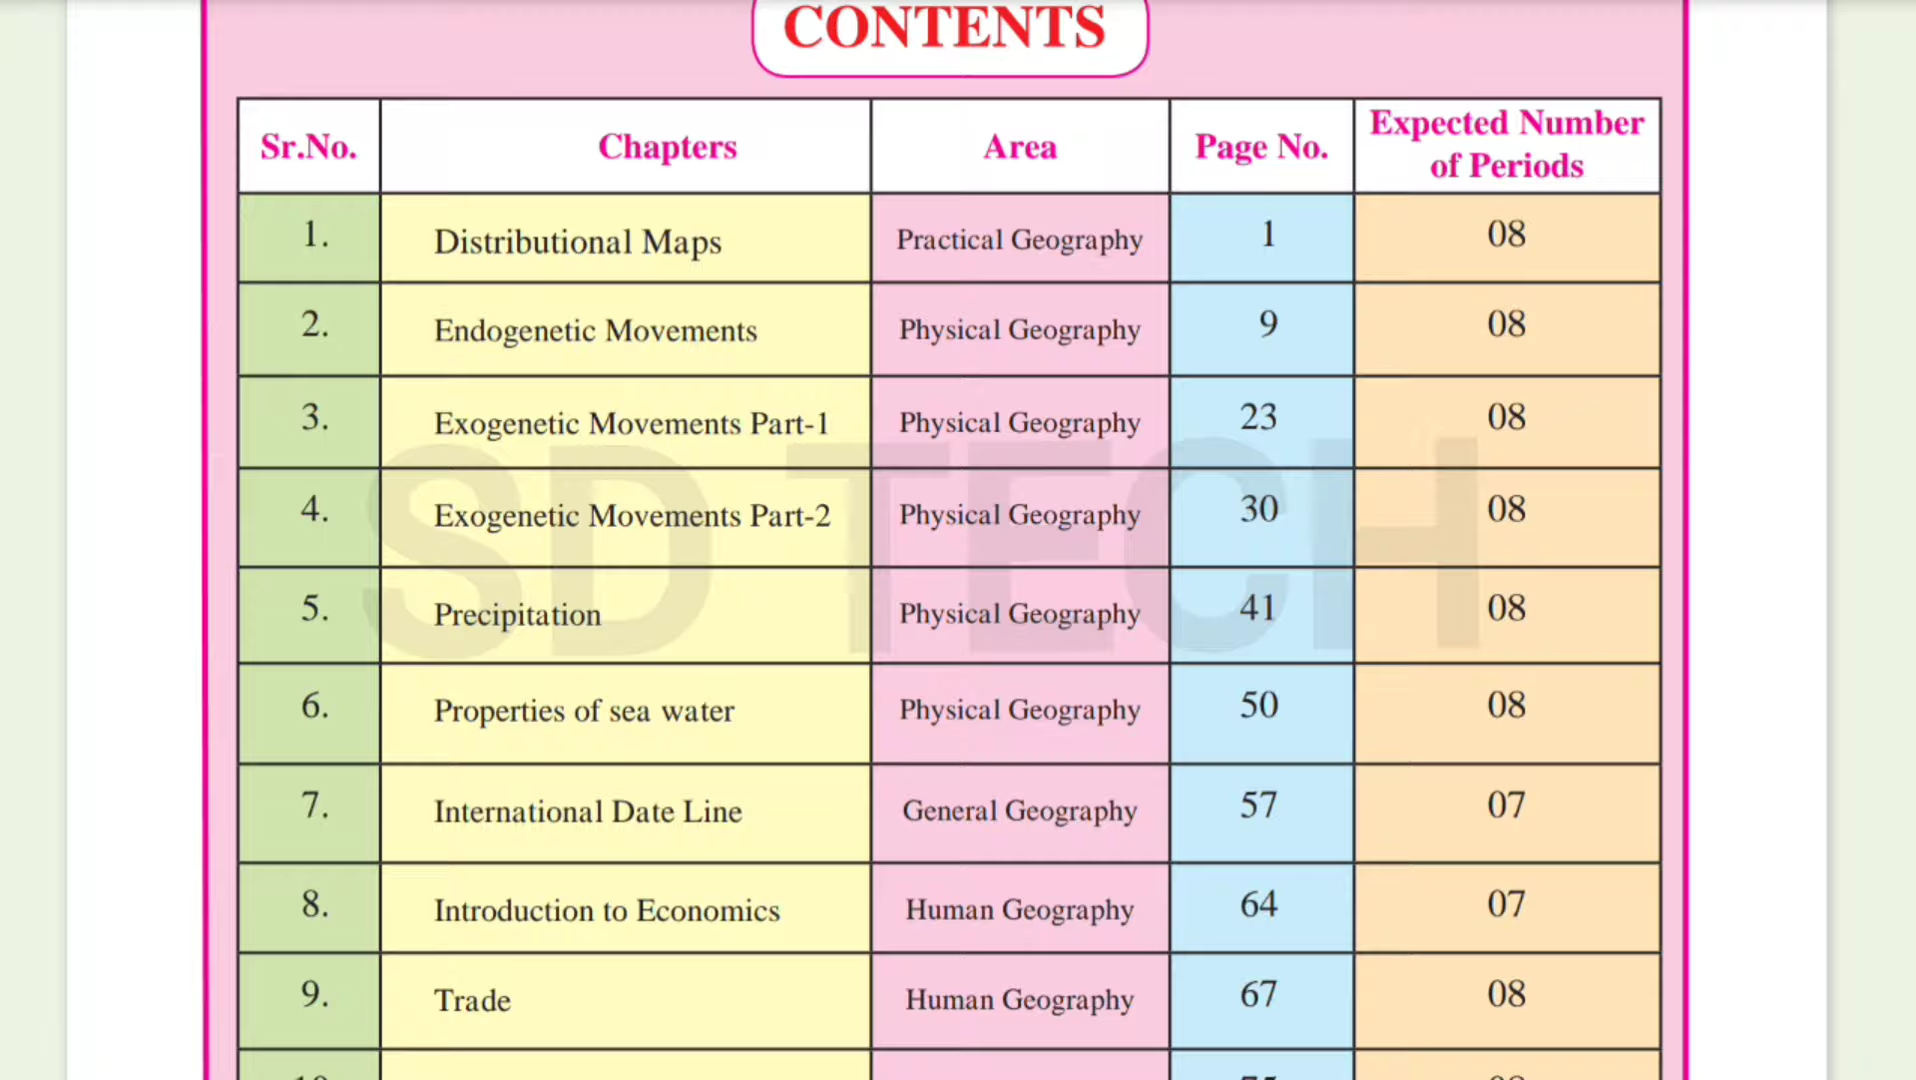 CONTENTS
Sr.No. Chapters Area Page No. Expected Number of Periods
1. Distributional Maps Practical Geography 1 08
2. Endogenetic Movements Physical Geography 9 08
3. Exogenetic Movements Part-1 Physical Geography 23 08
4. Exogenetic Movements Part-2 Physical Geography 30 08
5. Precipitation Physical Geography 41 08
6. Properties of sea water Physical Geography 50 08
7. International Date Line General Geography 57 07
8. Introduction to Economics Human Geography 64 07
9. Trade Human Geography 67 08
SD TECH